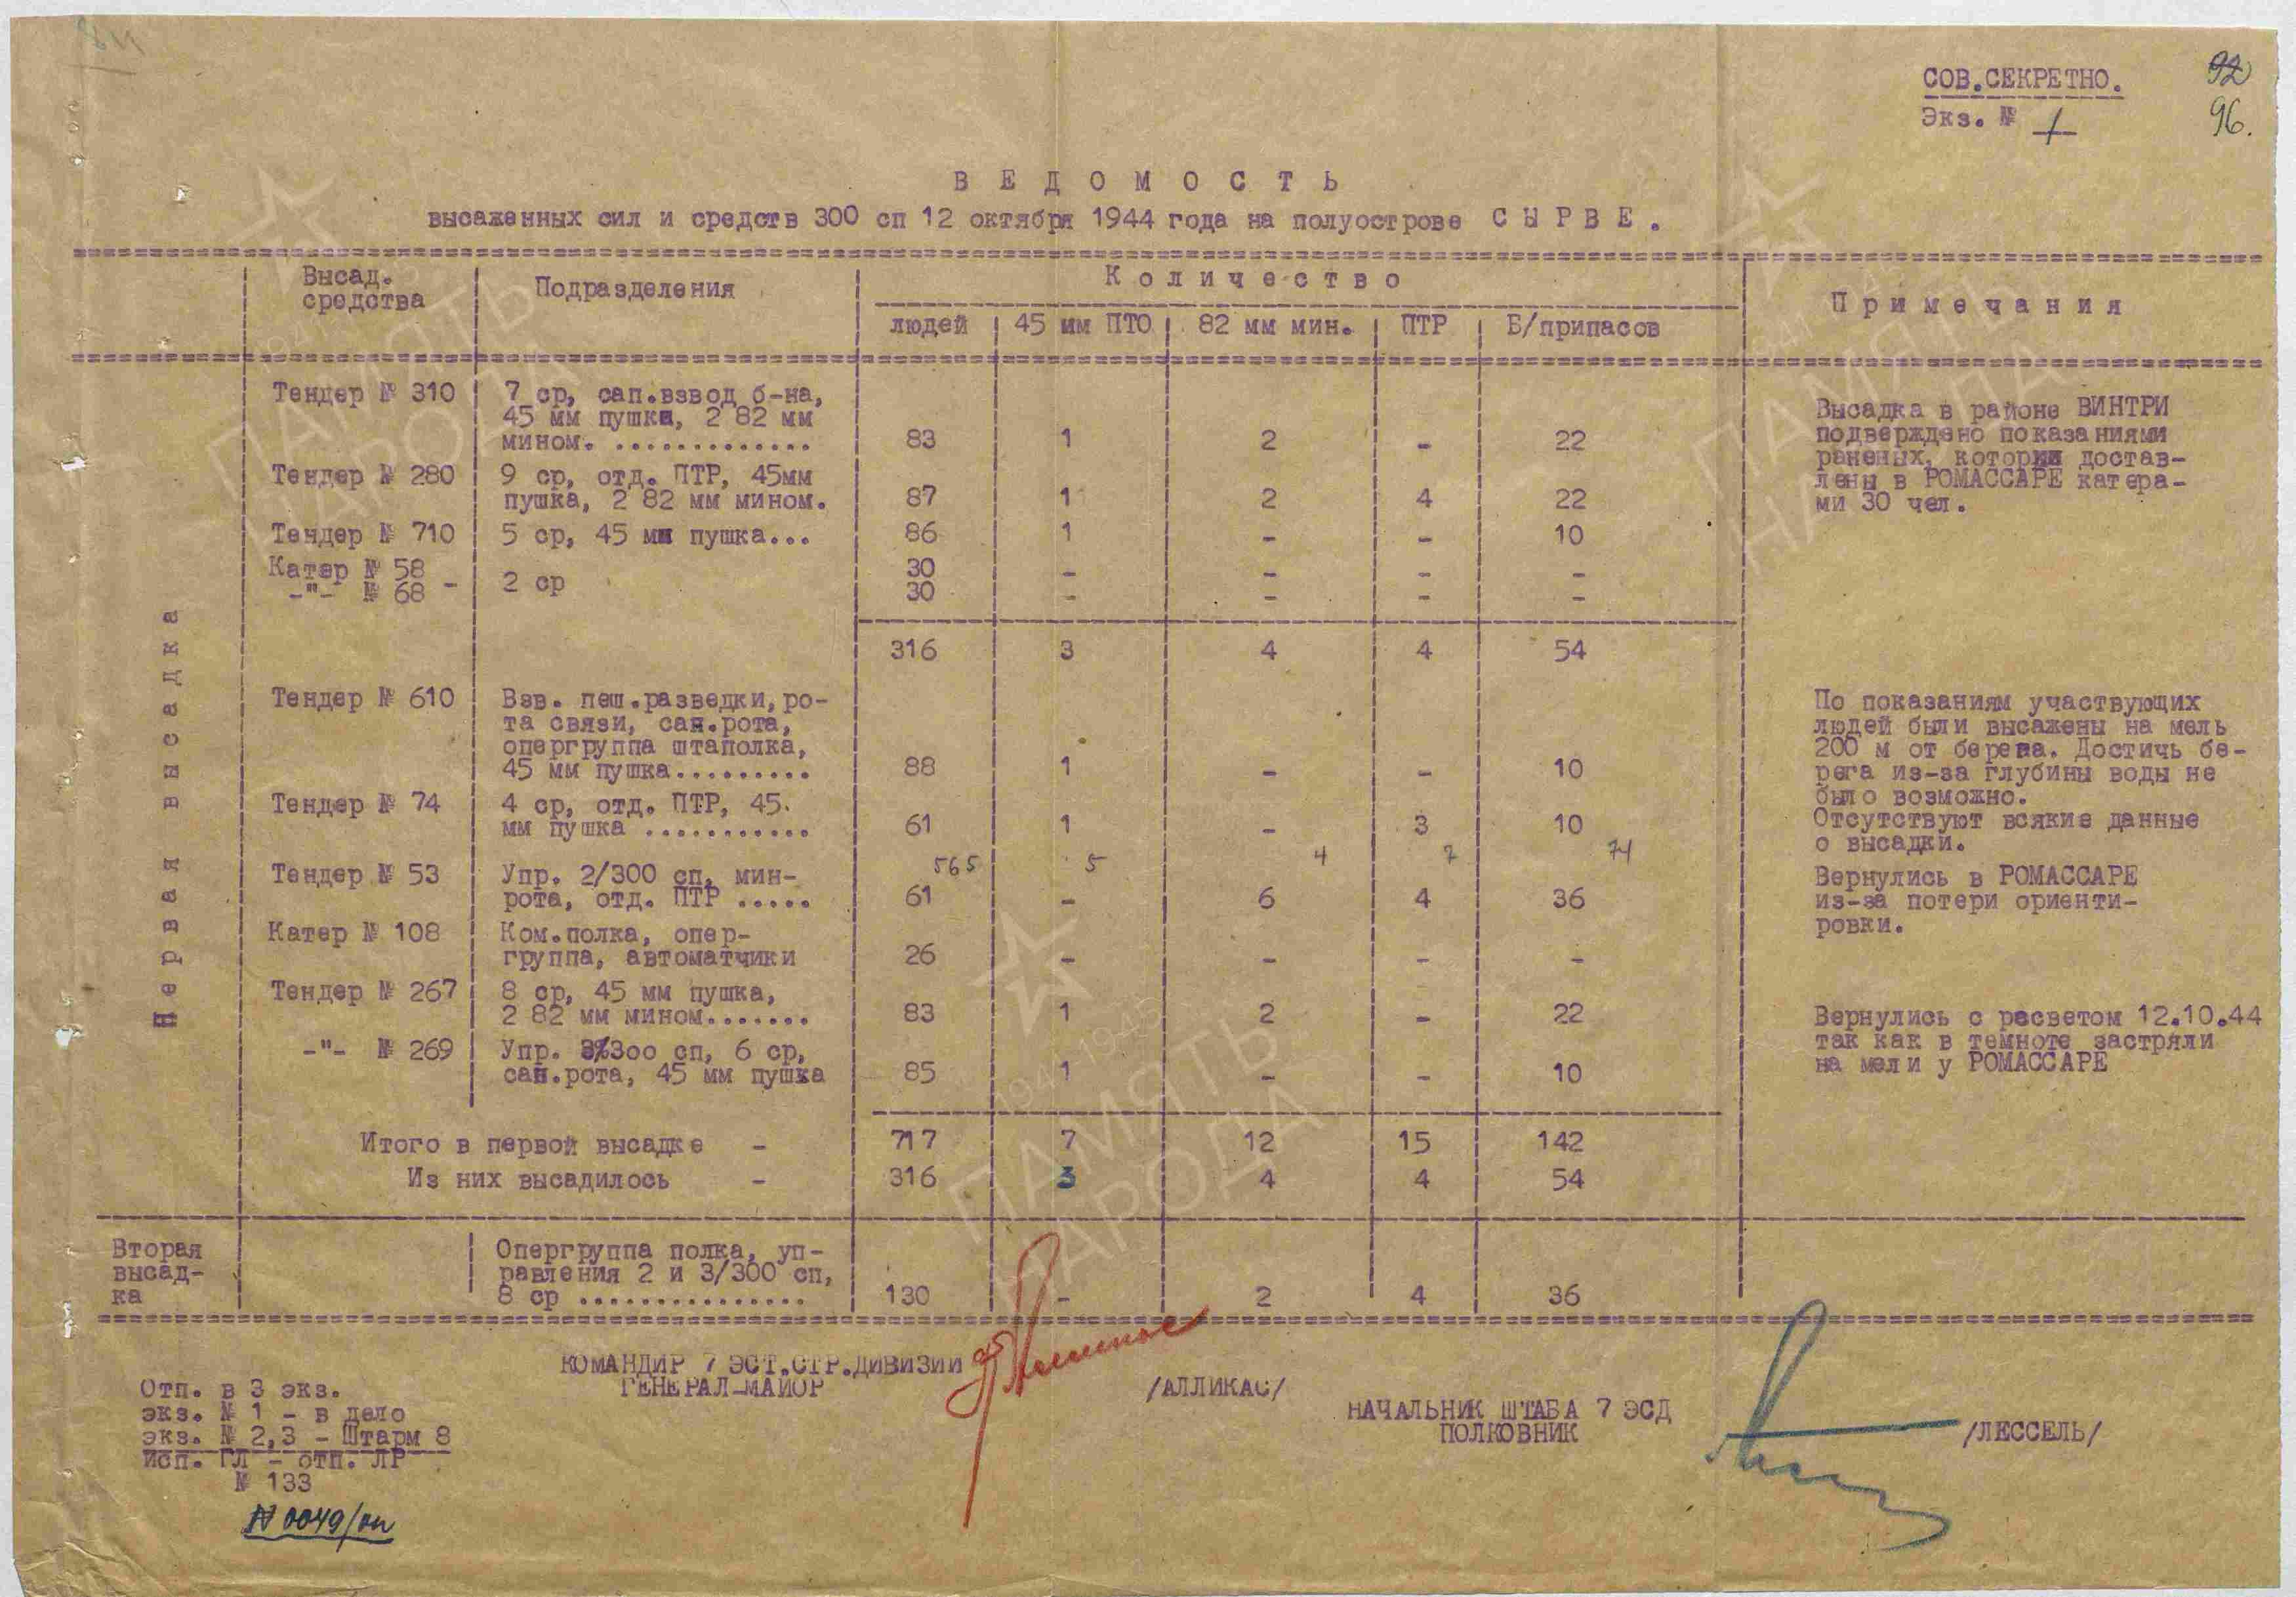 СОВ.СЕКРЕТНО.
92
Экз. № 1
96.
ВЕДОМОСТЬ
высаженных сил и средств 300 сп 12 октября 1944 года на полуострове СЫРВЕ.
Высад. средства | Подразделения | Количество | Примечания
людей | 45 мм ПТО | 82 мм мин. | ПТР | Б/припасов
Первая высадка
Тендер № 310 | 7 ср, сап.взвод б-на,
45 мм пушка, 2 82 мм
мином. ............. | 83 | 1 | 2 | - | 22
Высадка в районе ВИНТРИ
подверждено показаниями
раненых, которые достав-
лены в РОМАССАРЕ катера-
ми 30 чел.
Тендер № 280 | 9 ср, отд. ПТР, 45мм
пушка, 2 82 мм мином. | 87 | 1 | 2 | 4 | 22
Тендер № 710 | 5 ср, 45 мм пушка... | 86 | 1 | - | - | 10
Катер № 58 | 30 | - | - | - | -
2 ср
-"- № 68 - | 30 | - | - | - | -
316 | 3 | 4 | 4 | 54
Тендер № 610 | Взв. пеш.разведки, ро-
та связи, сан.рота,
опергруппа штаполка,
45 мм пушка......... | 88 | 1 | - | - | 10
По показаниям участвующих
людей были высажены на мель
200 м от берега. Достичь бе-
рега из-за глубины воды не
было возможно.
Тендер № 74 | 4 ср, отд. ПТР, 45.
мм пушка ........... | 61 | 1 | - | 3 | 10
Отсутствуют всякие данные
о высадки.
565 5 4 7 74
Тендер № 53 | Упр. 2/300 сп, мин-
рота, отд. ПТР ..... | 61 | - | 6 | 4 | 36
Вернулись в РОМАССАРЕ
из-за потери ориенти-
ровки.
Катер № 108 | Ком.полка, опер-
группа, автоматчики | 26 | - | - | - | -
Тендер № 267 | 8 ср, 45 мм пушка,
2 82 мм мином....... | 83 | 1 | 2 | - | 22
Вернулись с расветом 12.10.44
так как в темноте застряли
на мели у РОМАССАРЕ
-"- № 269 | Упр. 3/300 сп, 6 ср,
сан.рота, 45 мм пушка | 85 | 1 | - | - | 10
Итого в первой высадке - | 717 | 7 | 12 | 15 | 142
Из них высадилось - | 316 | 3 | 4 | 4 | 54
Вторая
высад-
ка
Опергруппа полка, уп-
равления 2 и 3/300 сп,
8 ср ............... | 130 | - | 2 | 4 | 36
КОМАНДИР 7 ЭСТ.СТР.ДИВИЗИИ
ГЕНЕРАЛ-МАЙОР /АЛЛИКАС/
НАЧАЛЬНИК ШТАБА 7 ЭСД
ПОЛКОВНИК /ЛЕССЕЛЬ/
Отп. в 3 экз.
экз. № 1 - в дело
экз. № 2,3 - Штарм 8
исп. ГЛ - отп. ЛР
№ 133
№ 0049/оп
ПАМЯТЬ НАРОДА
ПАМЯТЬ НАРОДА
ПАМЯТЬ НАРОДА